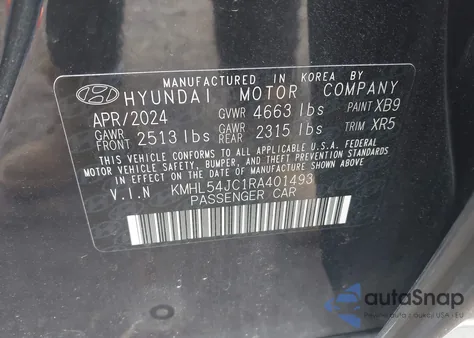 MANUFACTURED IN KOREA BY
HYUNDAI MOTOR COMPANY
APR/2024 GVWR 4663 lbs PAINT XB9
GAWR FRONT 2513 lbs GAWR REAR 2315 lbs TRIM XR5
THIS VEHICLE CONFORMS TO ALL APPLICABLE U.S.A. FEDERAL
MOTOR VEHICLE SAFETY, BUMPER, AND THEFT PREVENTION STANDARDS
IN EFFECT ON THE DATE OF MANUFACTURE SHOWN ABOVE.
V.I.N KMHL54JC1RA401493
PASSENGER CAR
autoSnap